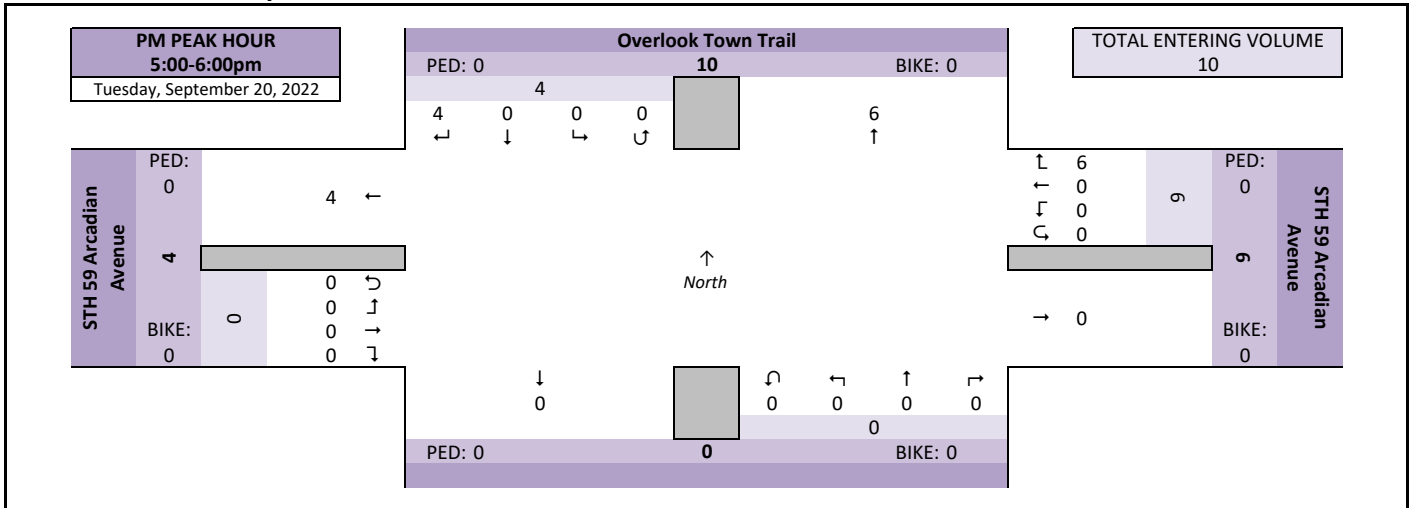 PM PEAK HOUR
5:00-6:00pm
Tuesday, September 20, 2022
Overlook Town Trail
PED: 0 10 BIKE: 0
4
4 0 0 0 6
↵ ↓ ↳ ↺ ↑
TOTAL ENTERING VOLUME
10
STH 59 Arcadian
Avenue
PED:
0
4
BIKE:
0
4 ←
0
0 ⮌
0 ⮥
0 →
0 ⮧
↑
North
↑ 6
← 0
↓ 0
↺ 0
6
→ 0
PED:
0
6
BIKE:
0
STH 59 Arcadian
Avenue
↓ ↶ ↰ ↑ ↱
0 0 0 0 0
0
PED: 0 0 BIKE: 0